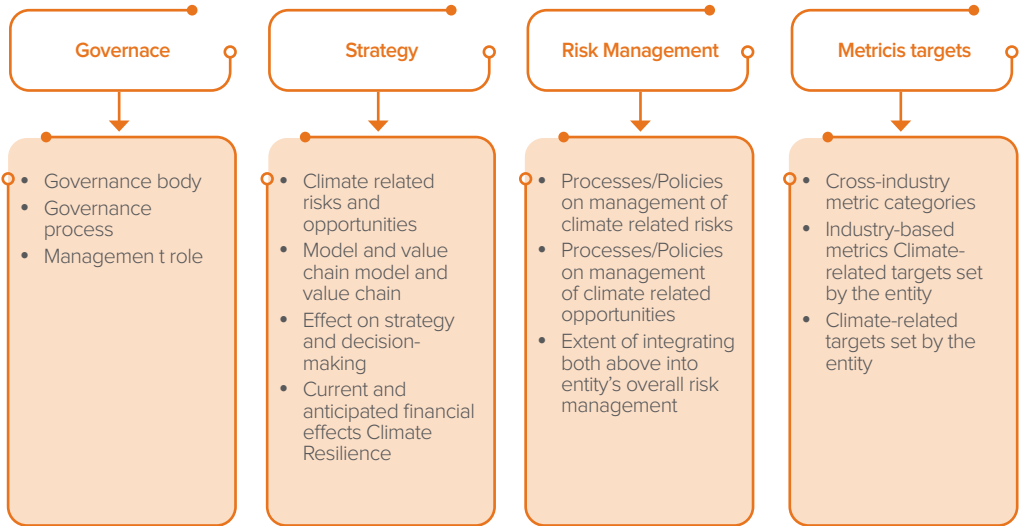 Governace
• Governance body
• Governance
process
• Managemen t role
Strategy
• Climate related
risks and
opportunities
• Model and value
chain model and
value chain
• Effect on strategy
and decision-
making
• Current and
anticipated financial
effects Climate
Resilience
Risk Management
• Processes/Policies
on management of
climate related risks
• Processes/Policies
on management
of climate related
opportunities
• Extent of integrating
both above into
entity's overall risk
management
Metricis targets
• Cross-industry
metric categories
• Industry-based
metrics Climate-
related targets set
by the entity
• Climate-related
targets set by the
entity